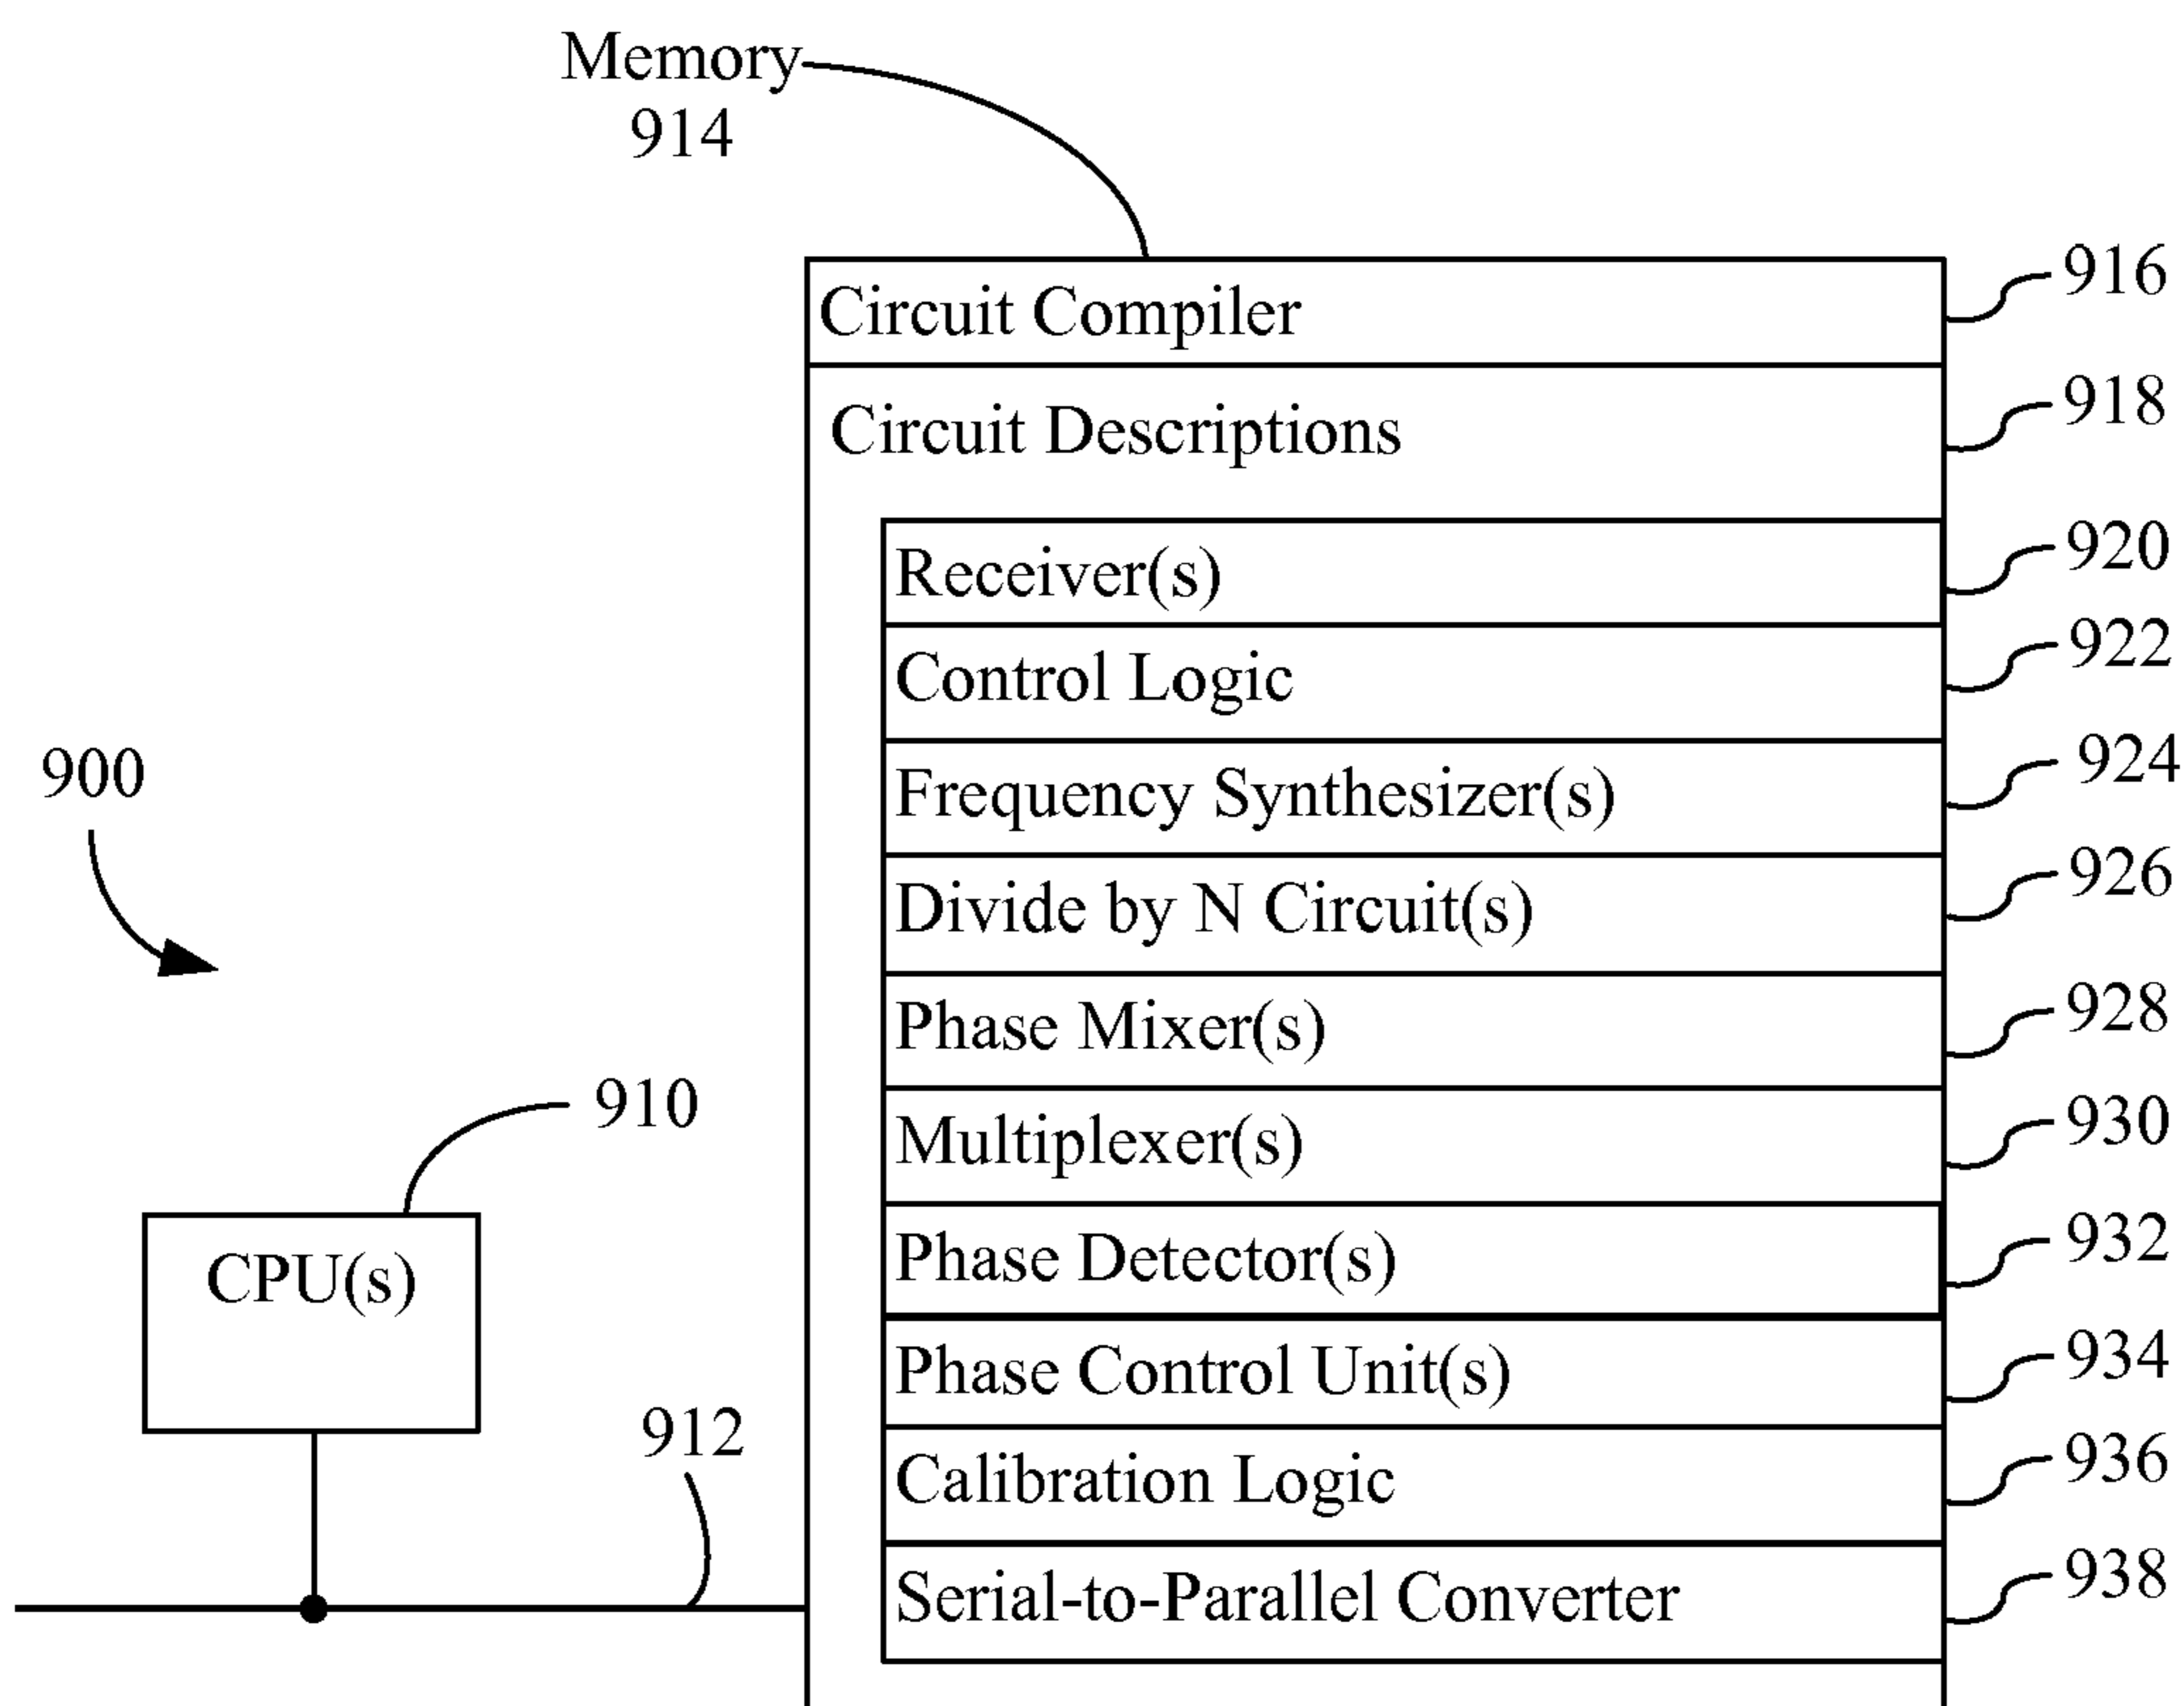 Memory
914
Circuit Compiler
916
Circuit Descriptions
918
Receiver(s)
920
Control Logic
922
Frequency Synthesizer(s)
924
Divide by N Circuit(s)
926
Phase Mixer(s)
928
Multiplexer(s)
930
Phase Detector(s)
932
Phase Control Unit(s)
934
Calibration Logic
936
Serial-to-Parallel Converter
938
900
910
CPU(s)
912